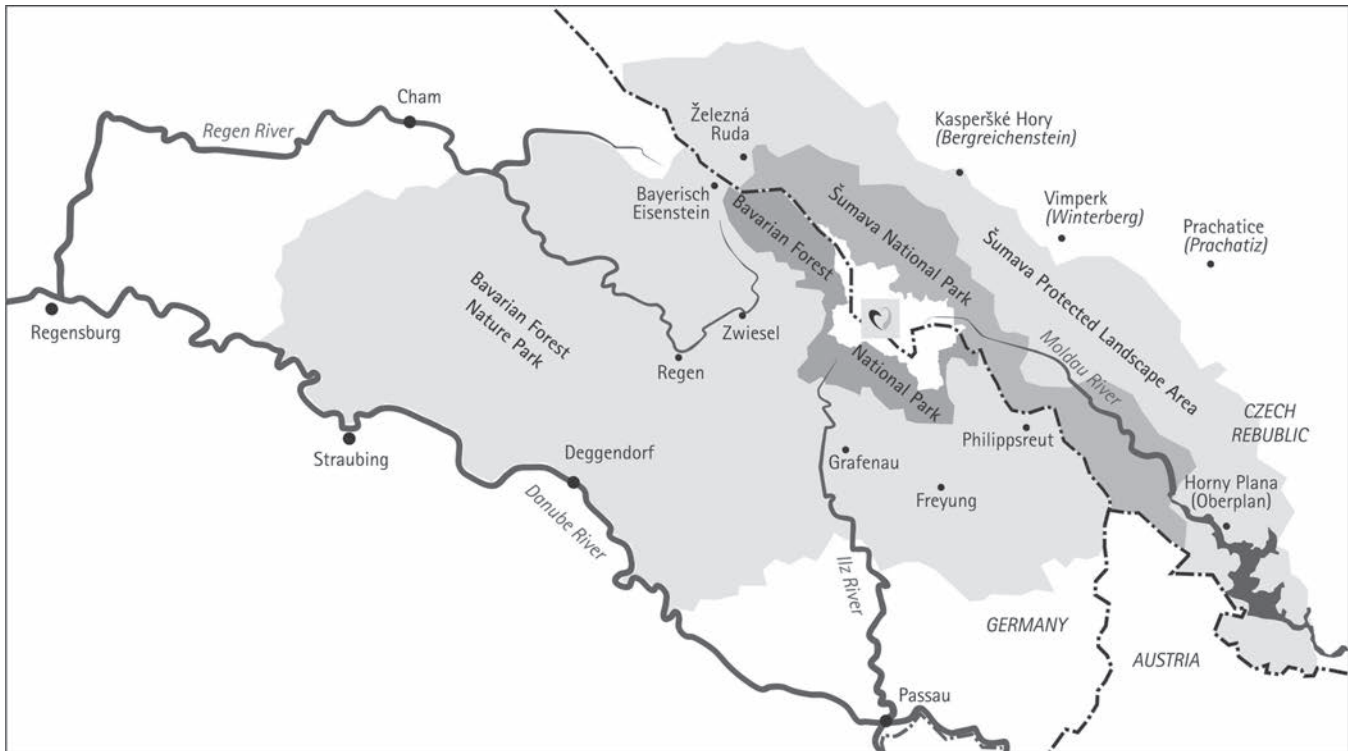 Cham
Regen River
Železná
Ruda
Kasperšké Hory
(Bergreichenstein)
Bayerisch
Eisenstein
Vimperk
(Winterberg)
Prachatice
(Prachatiz)
Bavarian Forest
Šumava National Park
Šumava Protected Landscape Area
Bavarian Forest
Nature Park
Regensburg
Zwiesel
Regen
National Park
Moldau River
CZECH
REBUBLIC
Straubing
Deggendorf
Grafenau
Philippsreut
Freyung
Horny Plana
(Oberplan)
Danube River
Ilz River
GERMANY
AUSTRIA
Passau